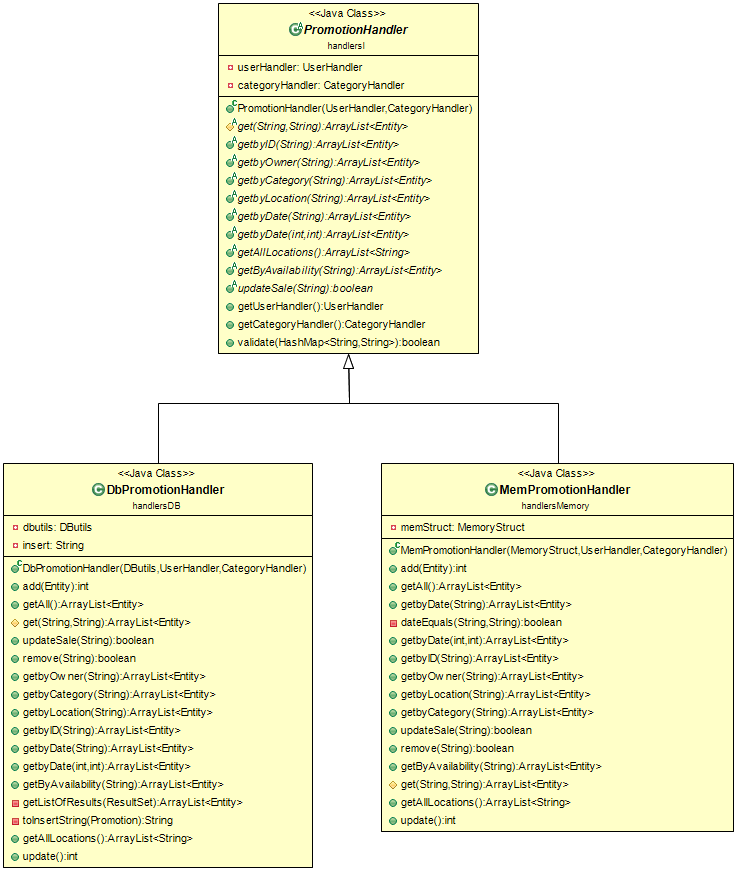 <<Java Class>>
PromotionHandler
handlersI
userHandler: UserHandler
categoryHandler: CategoryHandler
PromotionHandler(UserHandler,CategoryHandler)
get(String,String):ArrayList<Entity>
getbyID(String):ArrayList<Entity>
getbyOwner(String):ArrayList<Entity>
getbyCategory(String):ArrayList<Entity>
getbyLocation(String):ArrayList<Entity>
getbyDate(String):ArrayList<Entity>
getbyDate(int,int):ArrayList<Entity>
getAllLocations():ArrayList<String>
getByAvailability(String):ArrayList<Entity>
updateSale(String):boolean
getUserHandler():UserHandler
getCategoryHandler():CategoryHandler
validate(HashMap<String,String>):boolean
<<Java Class>>
DbPromotionHandler
handlersDB
dbutils: DButils
insert: String
DbPromotionHandler(DButils,UserHandler,CategoryHandler)
add(Entity):int
getAll():ArrayList<Entity>
get(String,String):ArrayList<Entity>
updateSale(String):boolean
remove(String):boolean
getbyOwner(String):ArrayList<Entity>
getbyCategory(String):ArrayList<Entity>
getbyLocation(String):ArrayList<Entity>
getbyID(String):ArrayList<Entity>
getbyDate(String):ArrayList<Entity>
getbyDate(int,int):ArrayList<Entity>
getByAvailability(String):ArrayList<Entity>
getListOfResults(ResultSet):ArrayList<Entity>
toInsertString(Promotion):String
getAllLocations():ArrayList<String>
update():int
<<Java Class>>
MemPromotionHandler
handlersMemory
memStruct: MemoryStruct
MemPromotionHandler(MemoryStruct,UserHandler,CategoryHandler)
add(Entity):int
getAll():ArrayList<Entity>
getbyDate(String):ArrayList<Entity>
dateEquals(String,String):boolean
getbyDate(int,int):ArrayList<Entity>
getbyID(String):ArrayList<Entity>
getbyOwner(String):ArrayList<Entity>
getbyLocation(String):ArrayList<Entity>
getbyCategory(String):ArrayList<Entity>
updateSale(String):boolean
remove(String):boolean
getByAvailability(String):ArrayList<Entity>
get(String,String):ArrayList<Entity>
getAllLocations():ArrayList<String>
update():int